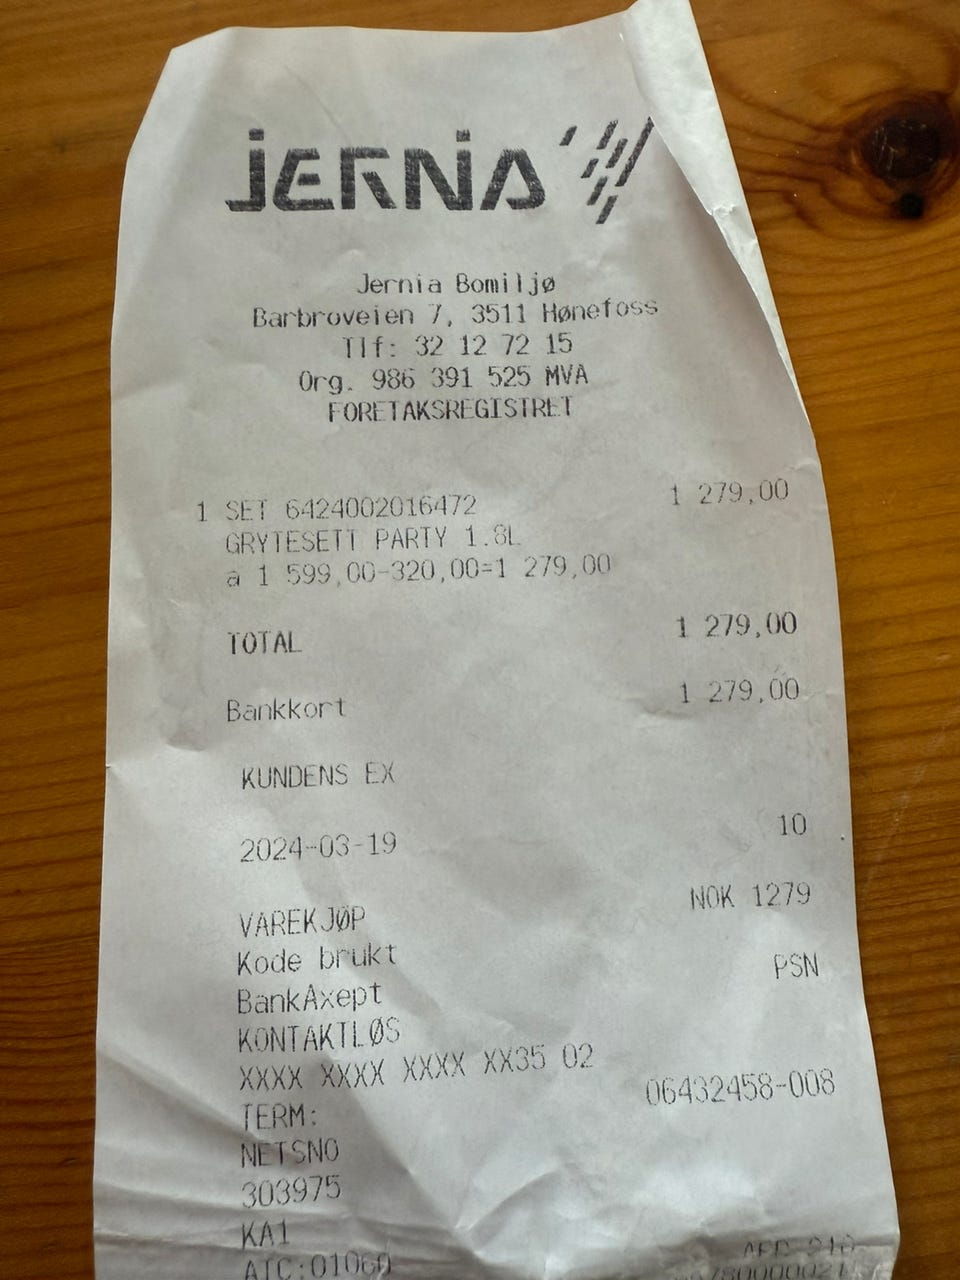 JERNIA
Jernia Bomiljø
Barbroveien 7, 3511 Hønefoss
Tlf: 32 12 72 15
Org. 986 391 525 MVA
FORETAKSREGISTRET
1 SET 6424002016472 1 279,00
GRYTESETT PARTY 1.8L
a 1 599,00-320,00=1 279,00
TOTAL 1 279,00
Bankkort 1 279,00
KUNDENS EX
2024-03-19 10
VAREKJØP NOK 1279
Kode brukt
BankAxept PSN
KONTAKTLØS
XXXX XXXX XXXX XX35 02
TERM: 06432458-008
NETSNO
303975
KA1
ATC:01060